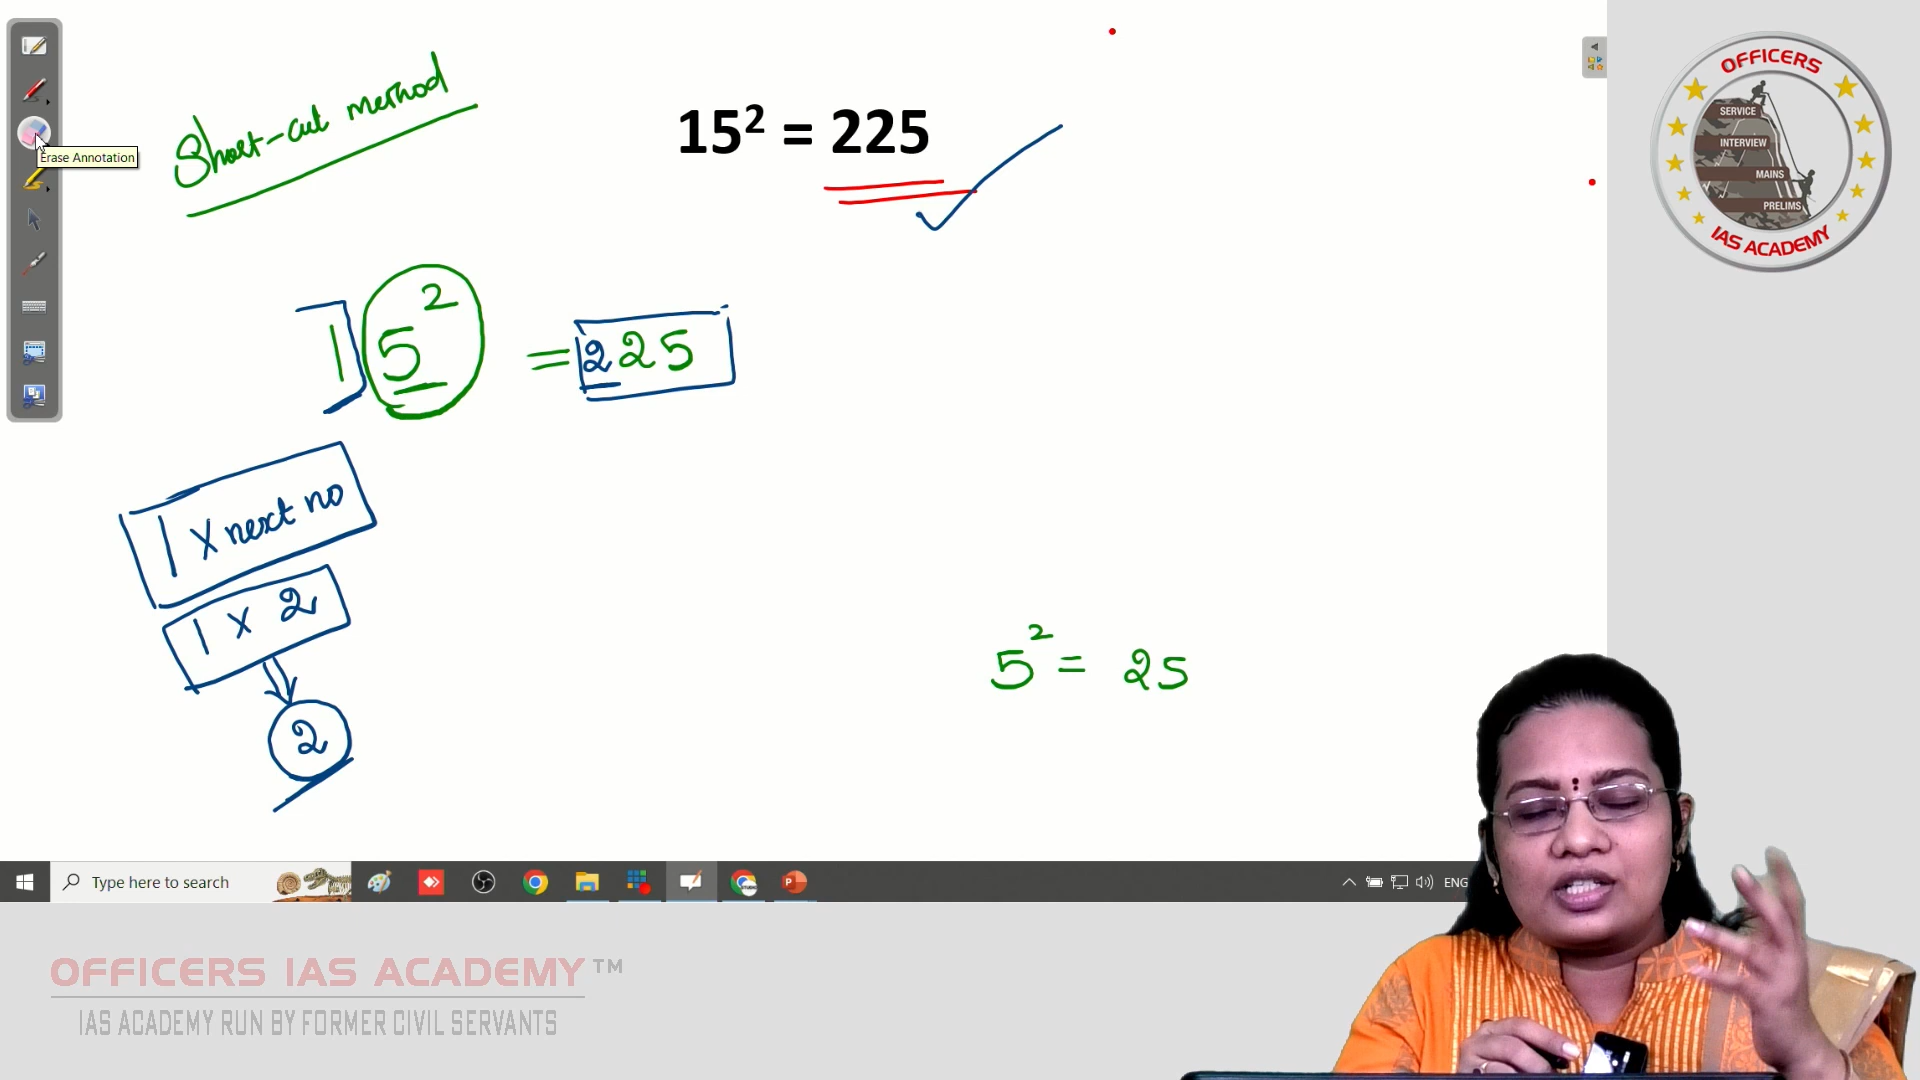 Short-cut method
15² = 225
Erase Annotation
15² = 225
1 x next no
1 x 2
2
5² = 25
OFFICERS
SERVICE
INTERVIEW
MAINS
PRELIMS
IAS ACADEMY
Type here to search
ENG
OFFICERS IAS ACADEMY™
IAS ACADEMY RUN BY FORMER CIVIL SERVANTS